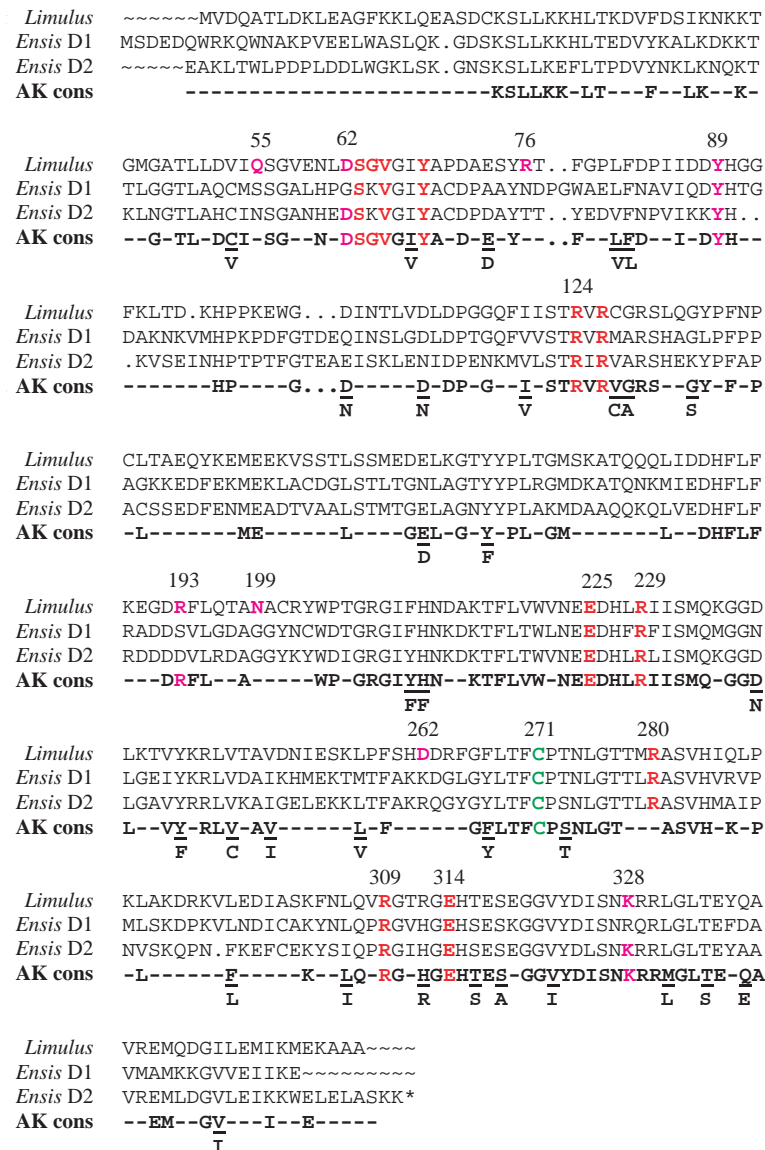 Limulus ~~~~~~MVDQATLDKLEAGFKKLQEASDCKSLLKKHLTKDVFDSIKNKKT
Ensis D1 MSDEDQWRKQWNAKPVEELWASLQK.GDSKSLLKKHLTEDVYKALKDKKT
Ensis D2 ~~~~~EAKLTWLPDPLDDLWGKLSK.GNSKSLLKEFLTPDVYNKLKNQKT
AK cons -----------------------KSLLKK-LT---F--LK--K-
55 62 76 89
Limulus GMGATLLDVIQSGVENLDSGVGIYAPDAESYRT..FGPLFDPIIDDYHGG
Ensis D1 TLGGTLAQCMSSGALHPGSKVGIYACDPAAYNDPGWAELFNAVIQDYHTG
Ensis D2 KLNGTLAHCISSGANHEDSKVGIYACDPDAYTT..YEDVFNPVIKKYH..
AK cons --G-TL-DCI-SG--N-DSGVGIYA-D-E-Y--..F--LFD--I-DYH--
V V D VL
Limulus FKLTD.KHPPKEWG...DINTLVDLDPGGQFIISTRVRCGRSLQGYPFNP
Ensis D1 DAKNKVMHPKPDFGTDEQINSLGDLDPTGQFVVSTRVRMARSHAGLPFPP
Ensis D2 .KVSEINHPTPTFGTEAEISKLENIDPENKMVLSTRIRVARSHEKYPFAP
124
AK cons -------HP----G...D-----D-DP-G--I-STRVRVGRS--GY-F-P
N N V CA S
Limulus CLTAEQYKEMEEKVSSTLSSMEDELKGTYYPLTGMSKATQQQLIDDHFLF
Ensis D1 AGKKEDFEKMEKLACDGLSTLTGNLAGTYYPLRGMDKATQNKMIEDHFLF
Ensis D2 ACSSEDFENMEADTVAALSTMTGELAGNYYPLAKMDAAQQKQLVEDHFLF
AK cons -L-------ME-----L----GEL-G-Y-PL-GM-------L--DHFLF
D F
193 199 225 229
Limulus KEGDRFLQTANACRYWPTGRGIFHNDAKTFLVWVNEEDHLRIISMQKGGD
Ensis D1 RADDSVLGDAGGYNCWDTGRGIFHNKDKTFLTWLNEEDHFRFISMQMGGN
Ensis D2 RDDDDVLRDAGGYKYWDIGRGIYHNKDKTFLVWVNEEDHLRLISMQKGGD
AK cons ---DRFL--A-----WP-GRGIYHN--KTFLVW-NEEDHLRIISMQ-GGD
FF N
262 271 280
Limulus LKTVYKRLVTAVDNIESKLPFSHDDRFGFLTFCPTNLGTTMRASVHIQLP
Ensis D1 LGEIYKRLVDAIKHMEKTMTFAKKDGLGYLTFCPTNLGTTLRASVHVRVP
Ensis D2 LGAVYRRLVKAIGELEKKLTFAKRQGYGYLTFCPSNLGTTLRASVHMAIP
AK cons L--VY-RLV-AV------L-F------GFLTFCPSNLGT---ASVH-K-P
F C I V Y T
309 314 328
Limulus KLAKDRKVLEDIASKFNLQVRGTRGEHTESEGGVYDISNKRRLGLTEYQA
Ensis D1 MLSKDPKVLNDICAKYNLQPRGVHGEHSESKGGVYDISNRQRLGLTEFDA
Ensis D2 NVSKQPN.FKEFCEKYSIQPRGIHGEHSESEGGVYDLSNKRRLGLTEYAA
AK cons -L------F-----K--LQ-RG-HGEHTES-GGVYDISNKRRMGLTE-QA
L I R S A I L S E
Limulus VREMQDGILEMIKMEKAAA~~~~
Ensis D1 VMAMKKGVVEIIKE~~~~~~~~~
Ensis D2 VREMLDGVLEIKKWELELASKK*
AK cons --EM--GV---I--E-----
I